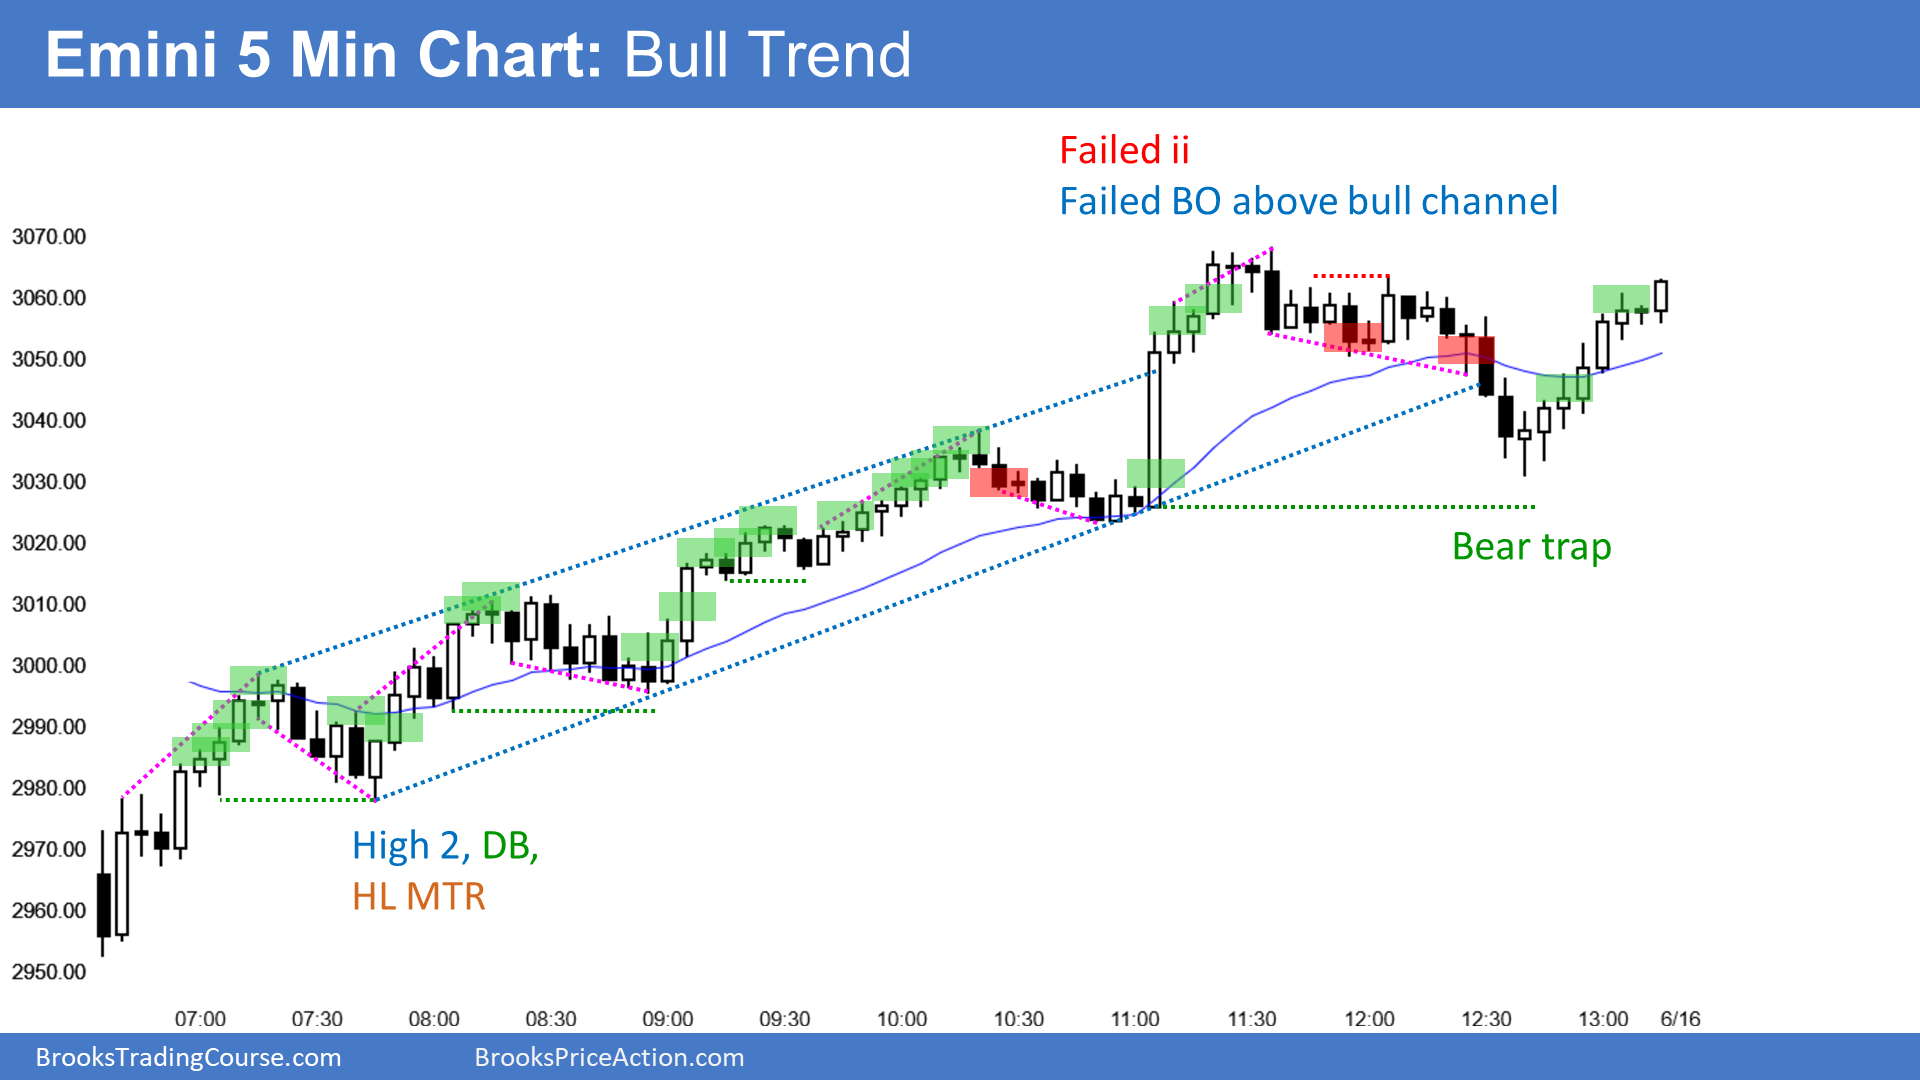 Emini 5 Min Chart: Bull Trend
Failed ii
Failed BO above bull channel
3070.00
3060.00
3050.00
3040.00
3030.00
3020.00
3010.00
3000.00
2990.00
2980.00
2970.00
2960.00
2950.00
Bear trap
High 2, DB,
HL MTR
07:00 07:30 08:00 08:30 09:00 09:30 10:00 10:30 11:00 11:30 12:00 12:30 13:00 6/16
BrooksTradingCourse.com BrooksPriceAction.com